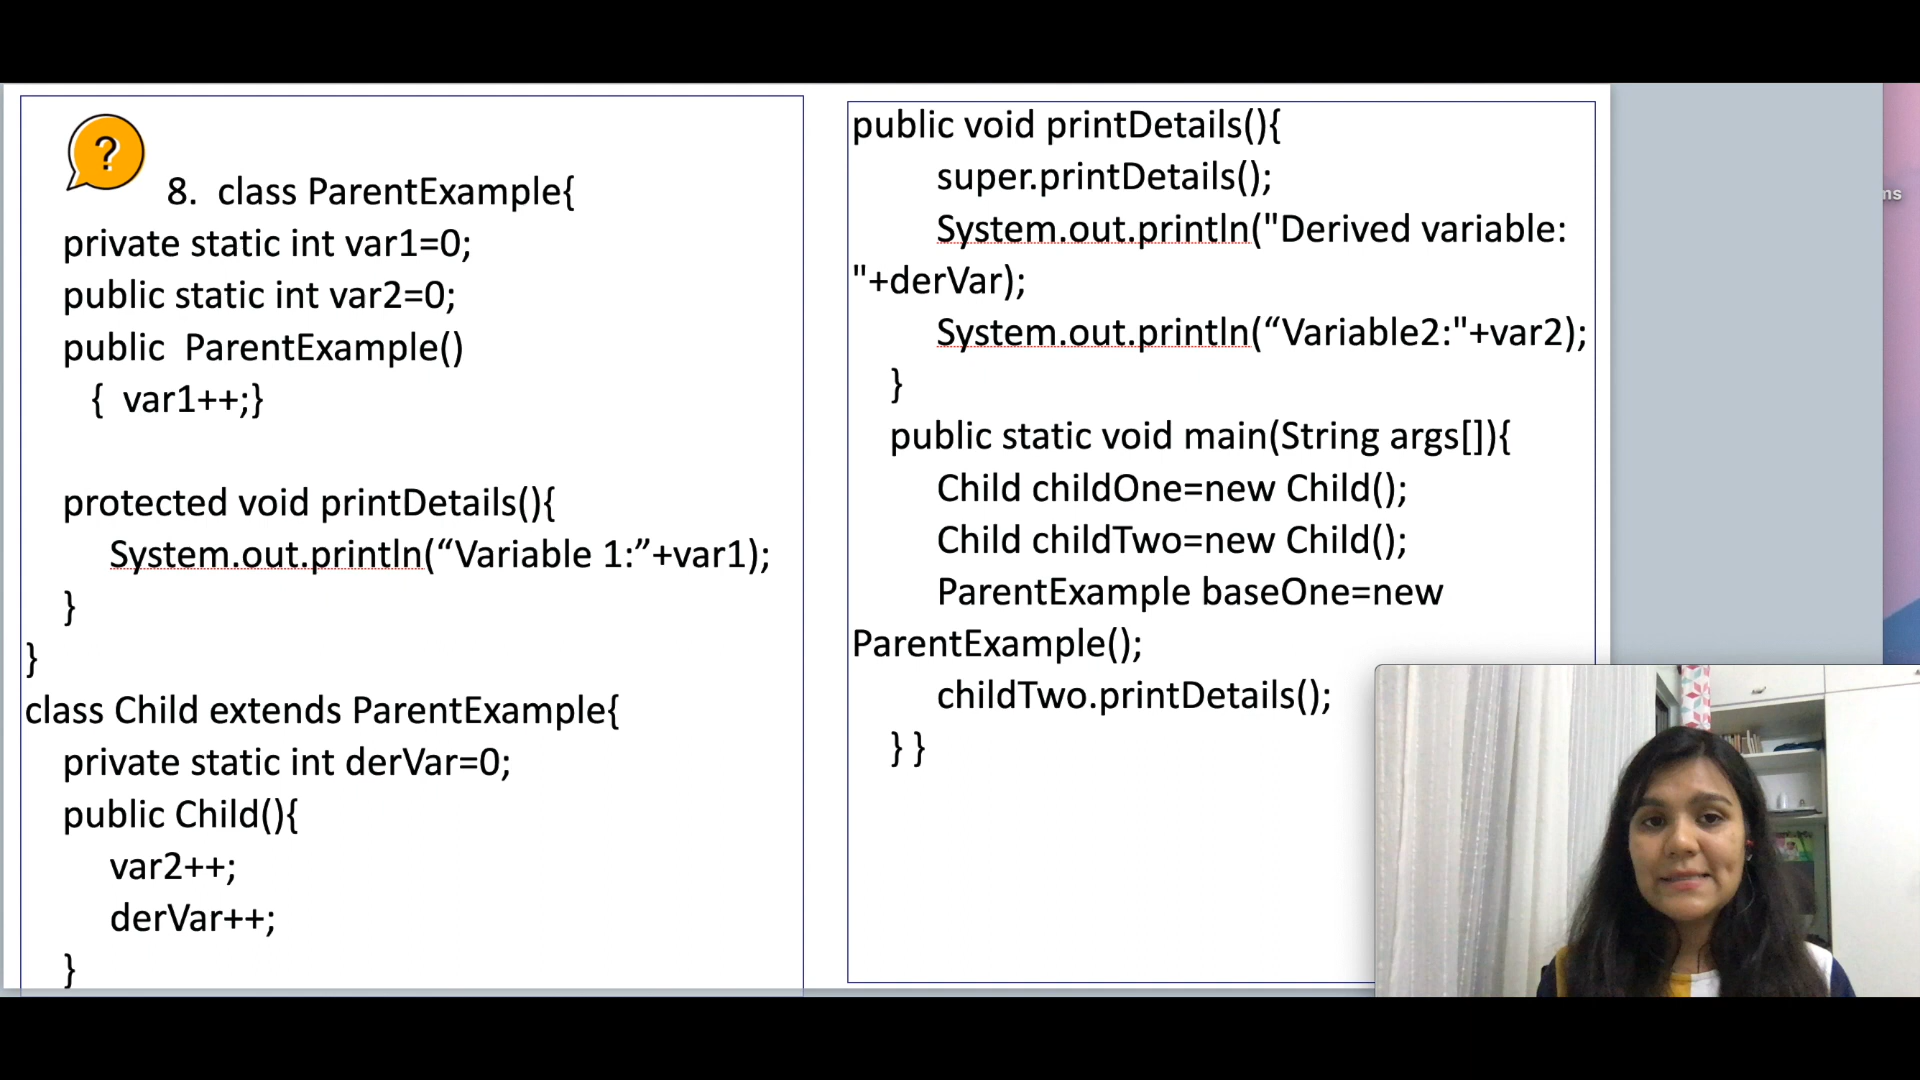 ?
8.  class ParentExample{
private static int var1=0;
public static int var2=0;
public  ParentExample()
{  var1++;}
protected void printDetails(){
System.out.println(“Variable 1:”+var1);
}
}
class Child extends ParentExample{
private static int derVar=0;
public Child(){
var2++;
derVar++;
}
public void printDetails(){
super.printDetails();
System.out.println("Derived variable:
"+derVar);
System.out.println(“Variable2:"+var2);
}
public static void main(String args[]){
Child childOne=new Child();
Child childTwo=new Child();
ParentExample baseOne=new
ParentExample();
childTwo.printDetails();
} }